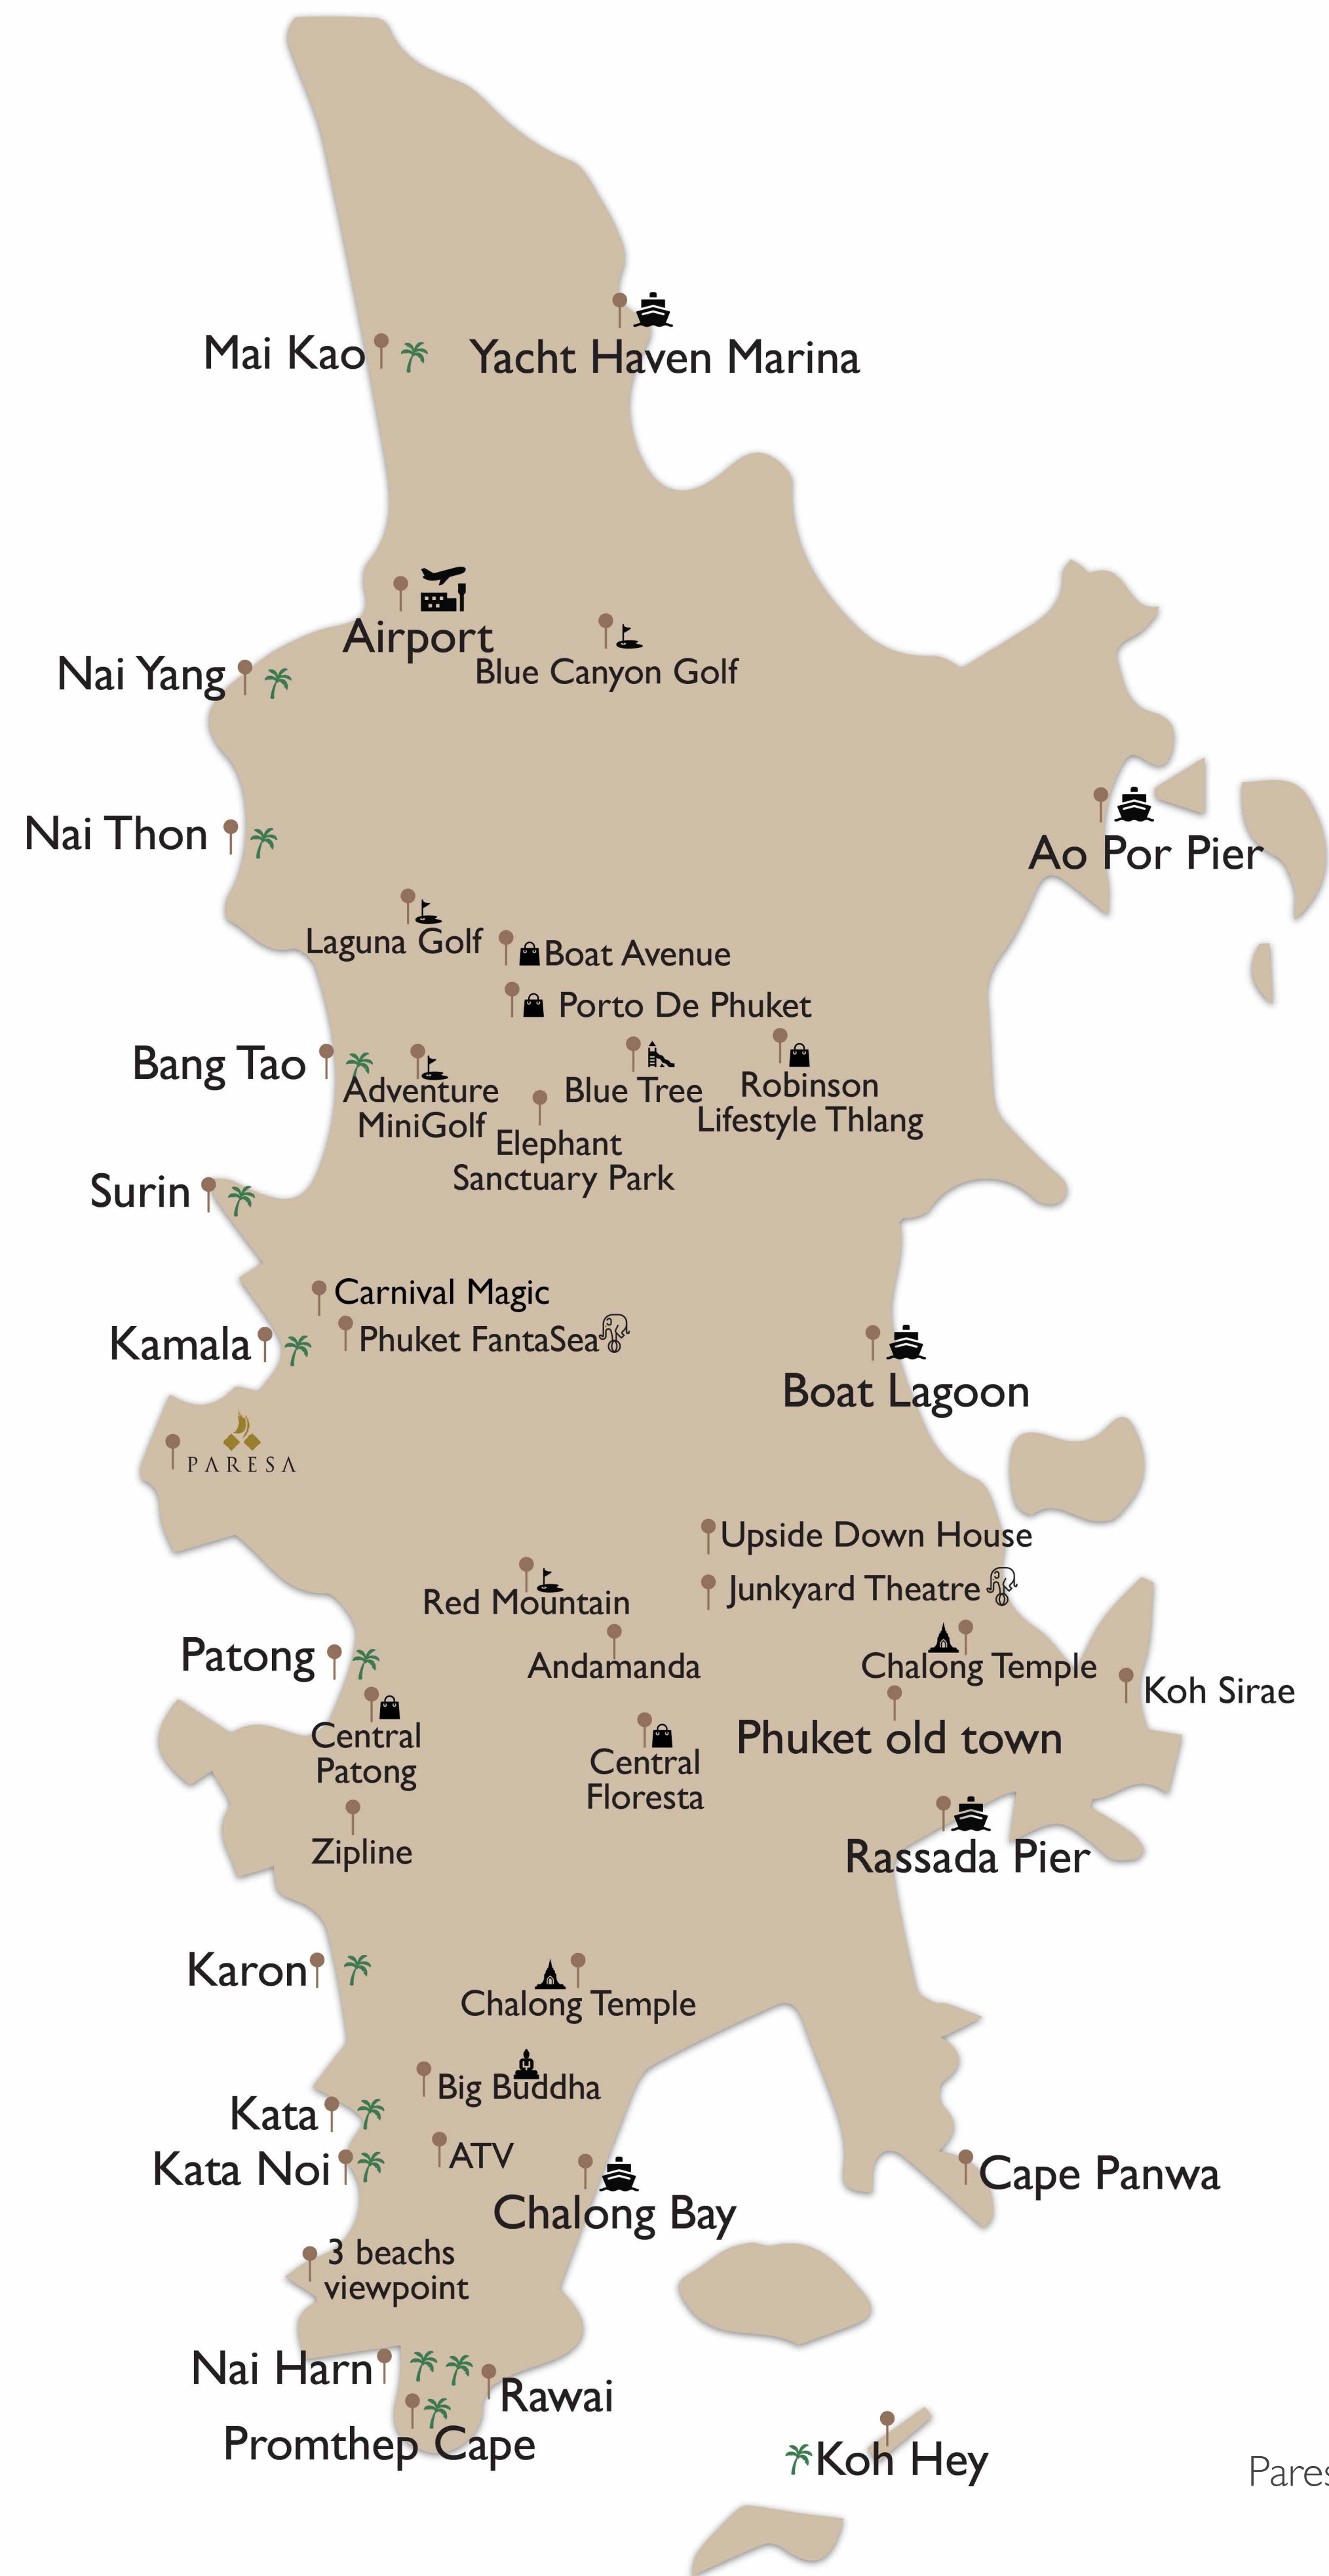 Mai Kao
Yacht Haven Marina
Airport
Blue Canyon Golf
Nai Yang
Nai Thon
Ao Por Pier
Laguna Golf
Boat Avenue
Porto De Phuket
Bang Tao
Adventure
MiniGolf
Blue Tree
Robinson
Lifestyle Thlang
Elephant
Sanctuary Park
Surin
Carnival Magic
Kamala
Phuket FantaSea
Boat Lagoon
PARESA
Upside Down House
Junkyard Theatre
Red Mountain
Patong
Andamanda
Chalong Temple
Koh Sirae
Central
Patong
Phuket old town
Central
Floresta
Zipline
Rassada Pier
Karon
Chalong Temple
Big Buddha
Kata
ATV
Kata Noi
Cape Panwa
Chalong Bay
3 beachs
viewpoint
Nai Harn
Rawai
Promthep Cape
Koh Hey
Pares